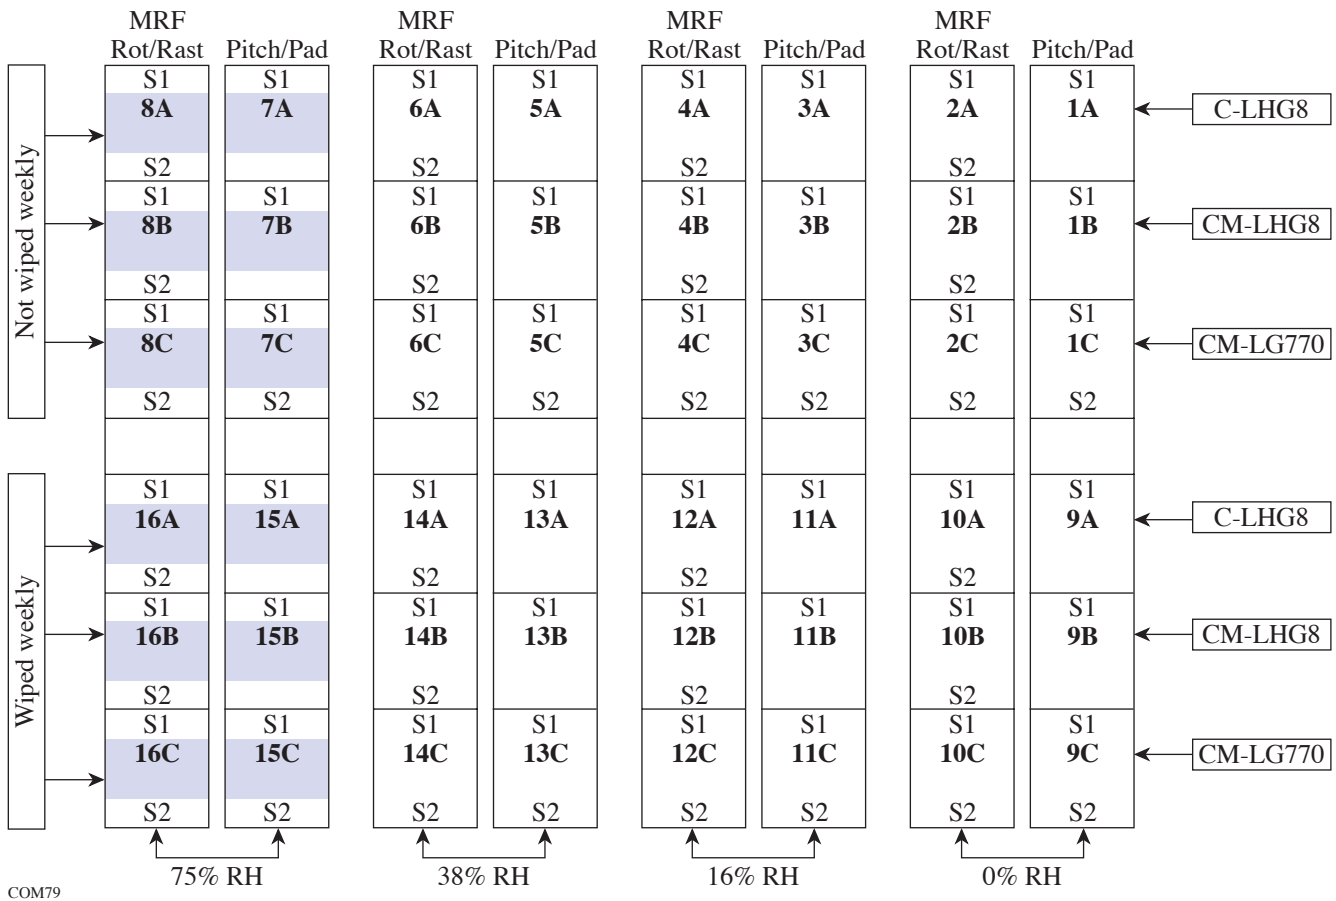 MRF MRF MRF MRF
Rot/Rast Pitch/Pad Rot/Rast Pitch/Pad Rot/Rast Pitch/Pad Rot/Rast Pitch/Pad
Not wiped weekly
S1 S1 S1 S1 S1 S1 S1 S1
8A 7A 6A 5A 4A 3A 2A 1A C-LHG8
S2 S2 S2 S2
S1 S1 S1 S1 S1 S1 S1 S1
8B 7B 6B 5B 4B 3B 2B 1B CM-LHG8
S2 S2 S2 S2
S1 S1 S1 S1 S1 S1 S1 S1
8C 7C 6C 5C 4C 3C 2C 1C CM-LG770
S2 S2 S2 S2 S2 S2 S2 S2
Wiped weekly
S1 S1 S1 S1 S1 S1 S1 S1
16A 15A 14A 13A 12A 11A 10A 9A C-LHG8
S2 S2 S2 S2
S1 S1 S1 S1 S1 S1 S1 S1
16B 15B 14B 13B 12B 11B 10B 9B CM-LHG8
S2 S2 S2 S2
S1 S1 S1 S1 S1 S1 S1 S1
16C 15C 14C 13C 12C 11C 10C 9C CM-LG770
S2 S2 S2 S2 S2 S2 S2 S2
75% RH 38% RH 16% RH 0% RH
COM79